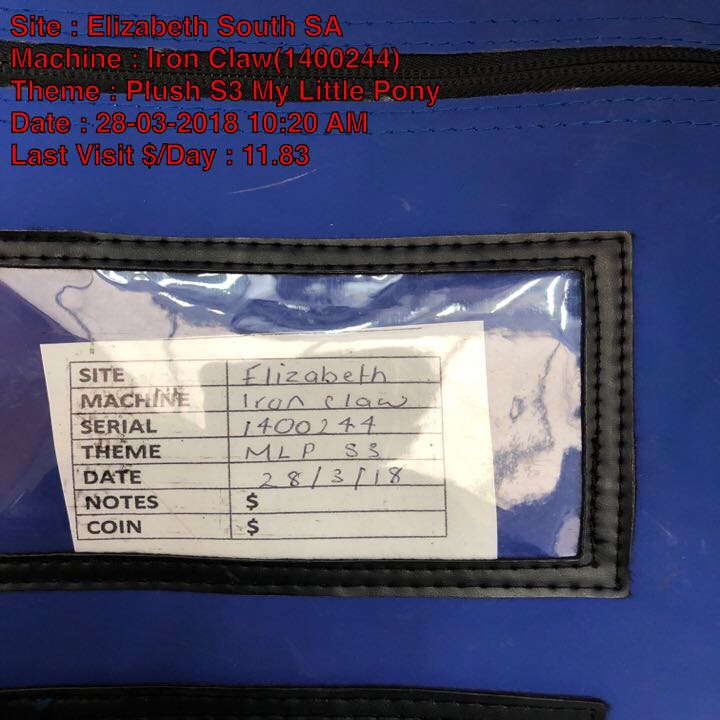 Site : Elizabeth South SA
Machine : Iron Claw(1400244)
Theme : Plush S3 My Little Pony
Date : 28-03-2018 10:20 AM
Last Visit $/Day : 11.83
SITE Elizabeth
MACHINE Iron claw
SERIAL 1400244
THEME MLP S3
DATE 28/3/18
NOTES $
COIN $